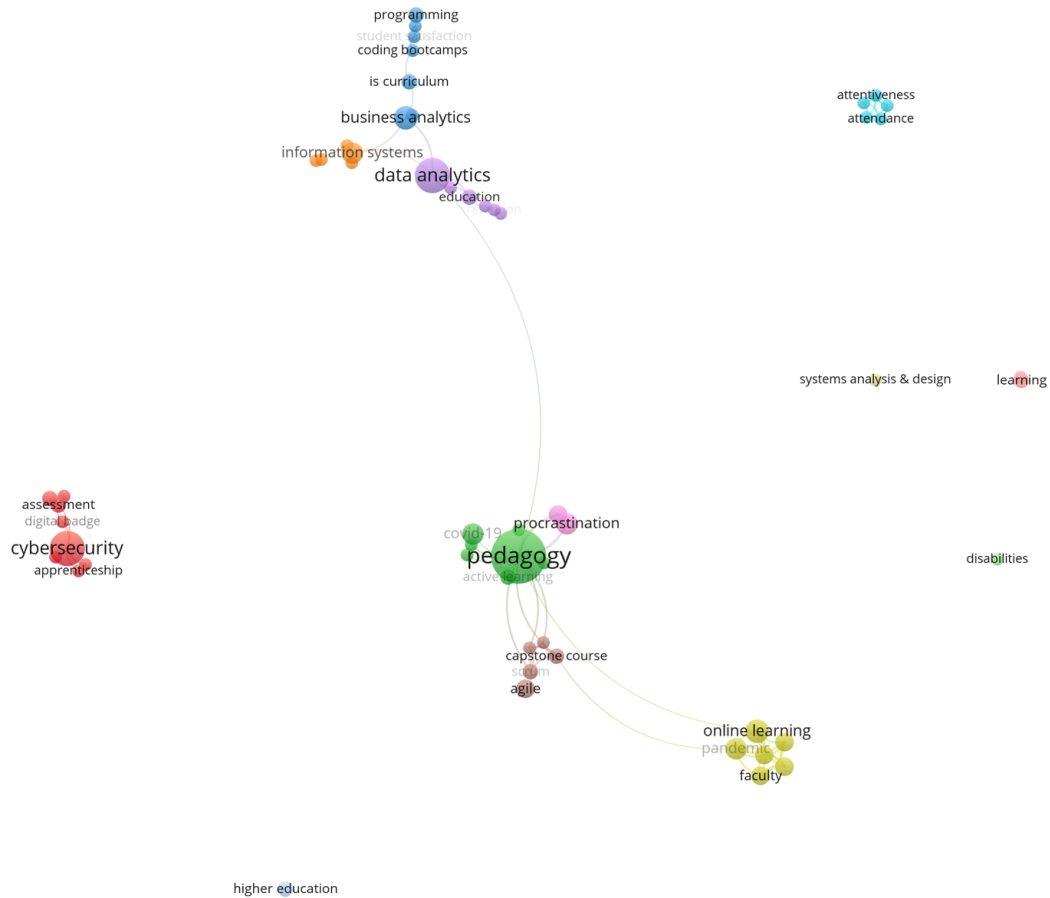 programming
student satisfaction
coding bootcamps
is curriculum
attentiveness
business analytics
attendance
information systems
data analytics
education
systems analysis & design
learning
assessment
digital badge
procrastination
covid-19
cybersecurity
pedagogy
disabilities
apprenticeship
active learning
capstone course
scrum
agile
online learning
pandemic
faculty
higher education